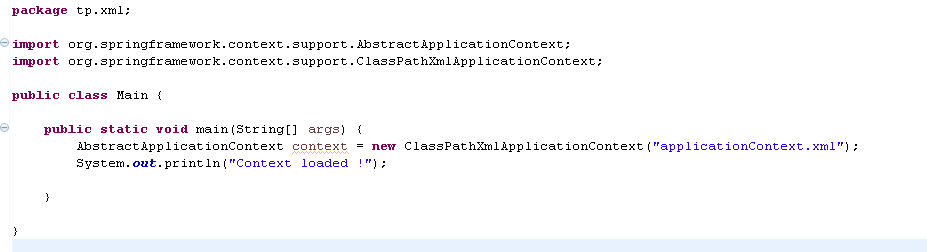 package tp.xml;
import org.springframework.context.support.AbstractApplicationContext;
import org.springframework.context.support.ClassPathXmlApplicationContext;
public class Main {
public static void main(String[] args) {
AbstractApplicationContext context = new ClassPathXmlApplicationContext("applicationContext.xml");
System.out.println("Context loaded !");
}
}